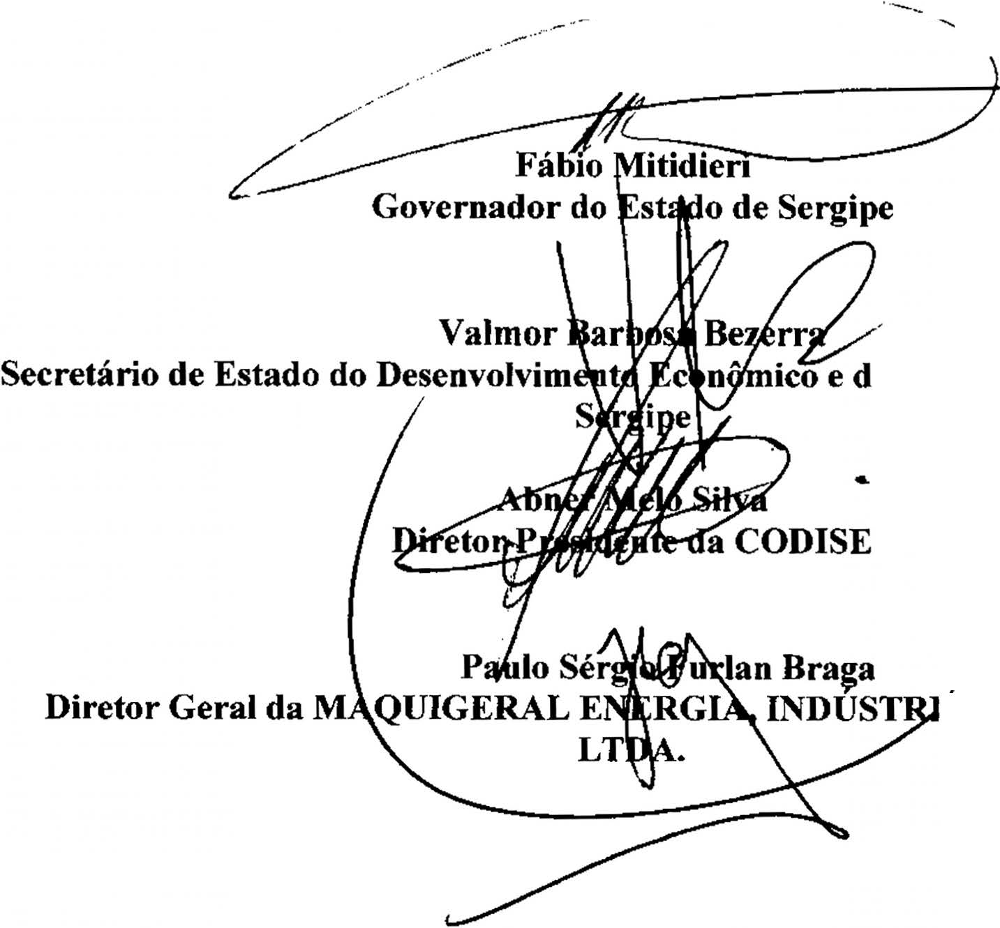 Fábio Mitidieri
Governador do Estado de Sergipe
Valmor Barbosa Bezerra
Secretário de Estado do Desenvolvimento Econômico e d
Sergipe
Abner Melo Silva
Diretor-Presidente da CODISE
Paulo Sérgio Furlan Braga
Diretor Geral da MAQUIGERAL ENERGIA, INDÚSTRI
LTDA.